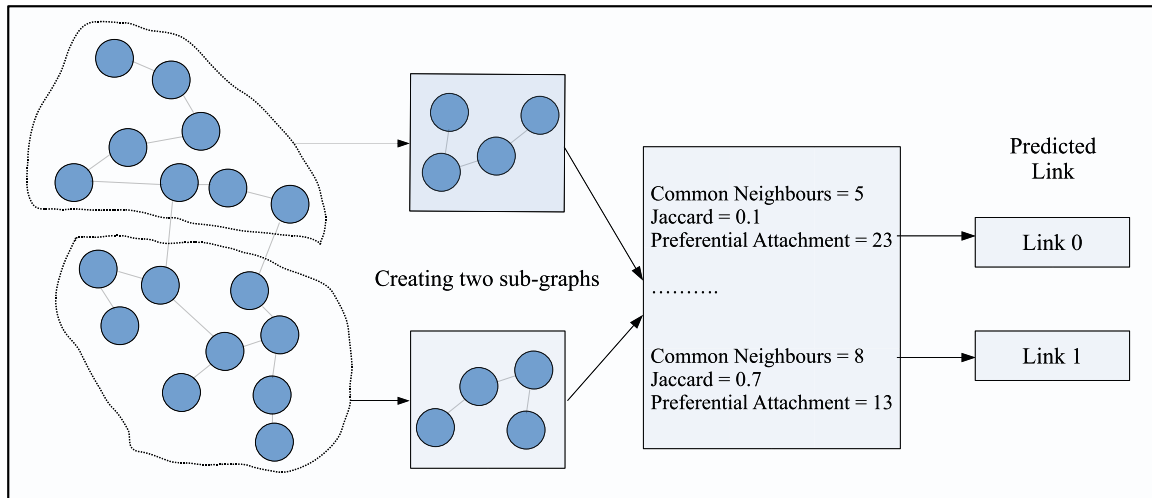 Creating two sub-graphs
Common Neighbours = 5
Jaccard = 0.1
Preferential Attachment = 23
……….
Common Neighbours = 8
Jaccard = 0.7
Preferential Attachment = 13
Predicted
Link
Link 0
Link 1